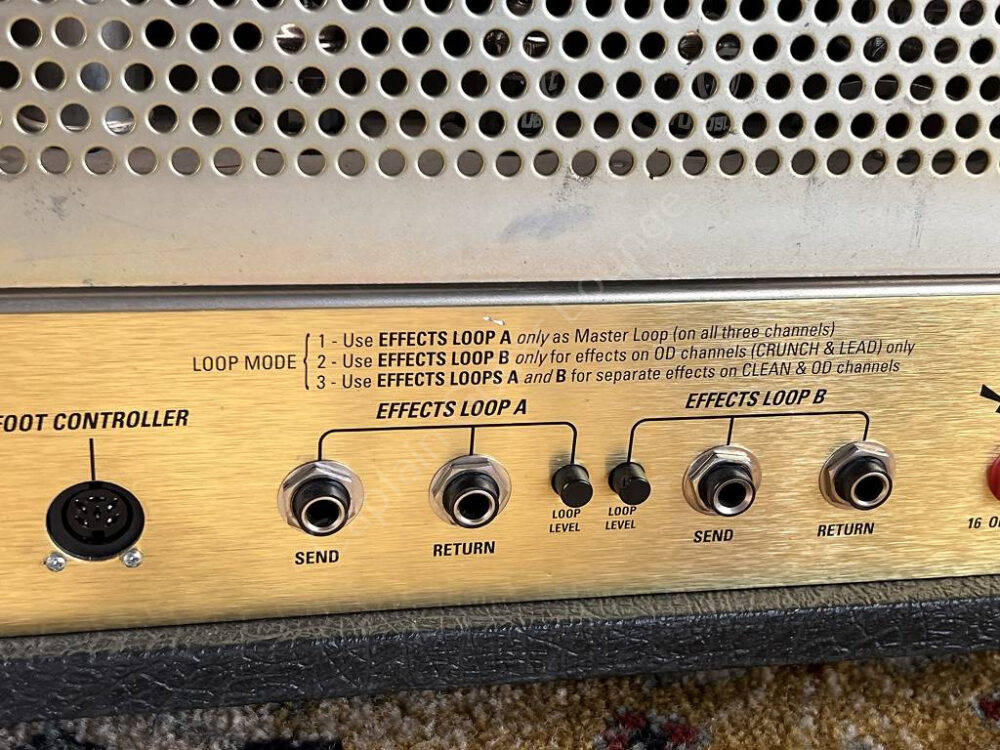 LOOP MODE
1 - Use EFFECTS LOOP A only as Master Loop (on all three channels)
2 - Use EFFECTS LOOP B only for effects on OD channels (CRUNCH & LEAD) only
3 - Use EFFECTS LOOPS A and B for separate effects on CLEAN & OD channels
FOOT CONTROLLER
EFFECTS LOOP A
EFFECTS LOOP B
LOOP
LEVEL
LOOP
LEVEL
SEND
RETURN
SEND
RETURN
16
Lounge